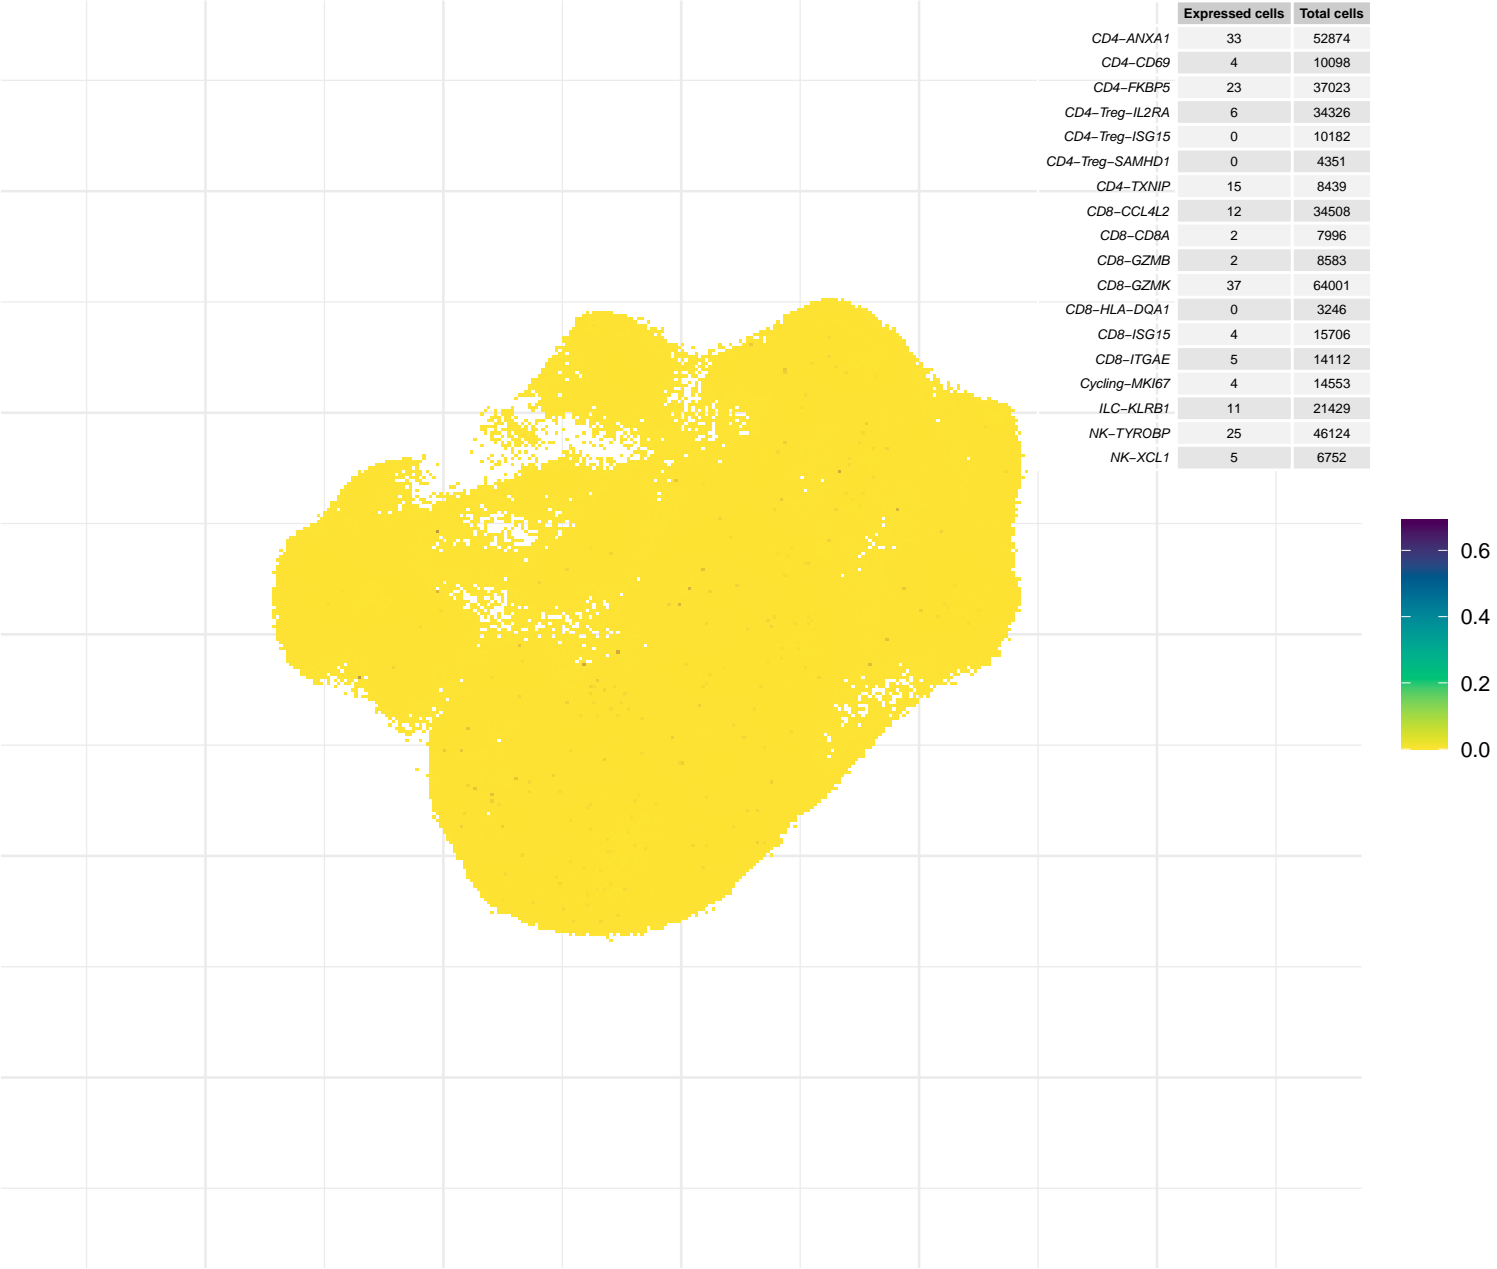 Expressed cells Total cells
CD4−ANXA1 33 52874
CD4−CD69 4 10098
CD4−FKBP5 23 37023
CD4−Treg−IL2RA 6 34326
CD4−Treg−ISG15 0 10182
CD4−Treg−SAMHD1 0 4351
CD4−TXNIP 15 8439
CD8−CCL4L2 12 34508
CD8−CD8A 2 7996
CD8−GZMB 2 8583
CD8−GZMK 37 64001
CD8−HLA−DQA1 0 3246
CD8−ISG15 4 15706
CD8−ITGAE 5 14112
Cycling−MKI67 4 14553
ILC−KLRB1 11 21429
NK−TYROBP 25 46124
NK−XCL1 5 6752
0.6
0.4
0.2
0.0